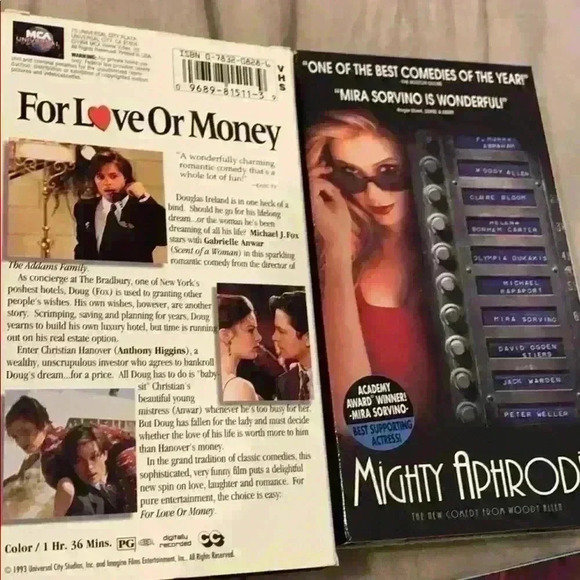 MCA
UNIVERSAL
ISBN 0-7832-0828-4
VHS
0 9689-81511-3 9
For Love Or Money
"A wonderfully charming
romantic comedy that's a
whole lot of fun!"
Douglas Ireland is in one heck of a
bind. Should he go for his lifelong
dream...or the woman he's been
dreaming of all his life? Michael J. Fox
stars with Gabrielle Anwar
(Scent of a Woman) in this sparkling
romantic comedy from the director of
The Addams Family.
As concierge at The Bradbury, one of New York's
poshest hotels, Doug (Fox) is used to granting other
people's wishes. His own wishes, however, are another
story. Scrimping, saving and planning for years, Doug
yearns to build his own luxury hotel, but time is running
out on his real estate option.
Enter Christian Hanover (Anthony Higgins), a
wealthy, unscrupulous investor who agrees to bankroll
Doug's dream...for a price. All Doug has to do is "baby-
sit" Christian's
beautiful young
mistress (Anwar) whenever he's too busy for her.
But Doug has fallen for the lady and must decide
whether the love of his life is worth more to him
than Hanover's money.
In the grand tradition of classic comedies, this
sophisticated, very funny film puts a delightful
new spin on love, laughter and romance. For
pure entertainment, the choice is easy:
For Love Or Money.
Color / 1 Hr. 36 Mins. PG
digitally
recorded
CC
© 1993 Universal City Studios, Inc. and Imagine Films Entertainment, Inc. All Rights Reserved.
"ONE OF THE BEST COMEDIES OF THE YEAR!"
"MIRA SORVINO IS WONDERFUL!"
F. MURRAY
ABRAHAM
WOODY ALLEN
CLAIRE BLOOM
HELENA
BONHAM CARTER
OLYMPIA DUKAKIS
MICHAEL
RAPAPORT
MIRA SORVINO
DAVID OGDEN
STIERS
JACK WARDEN
PETER WELLER
ACADEMY
AWARD WINNER!
-MIRA SORVINO-
BEST SUPPORTING
ACTRESS!
MIGHTY APHRODI
THE NEW COMEDY FROM WOODY ALLEN